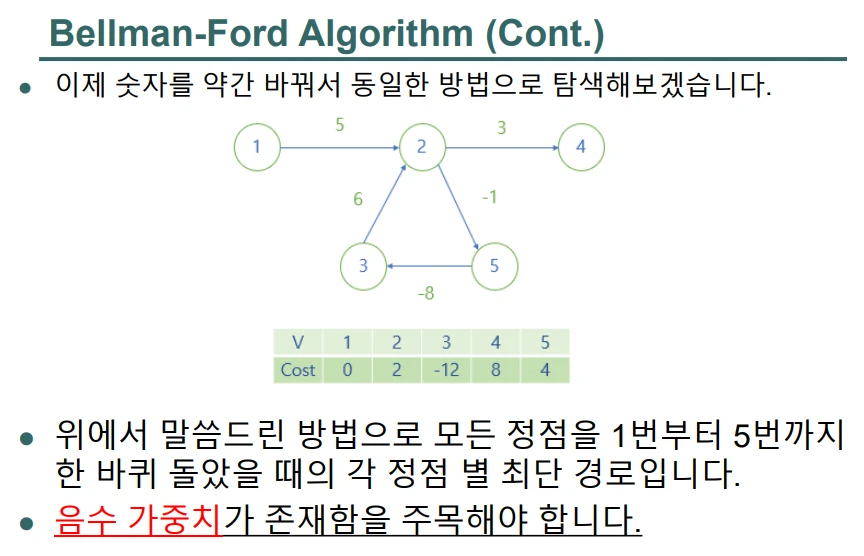 Bellman-Ford Algorithm (Cont.)
이제 숫자를 약간 바꿔서 동일한 방법으로 탐색해보겠습니다.
5
3
1
2
4
6
-1
3
5
-8
V 1 2 3 4 5
Cost 0 2 -12 8 4
위에서 말씀드린 방법으로 모든 정점을 1번부터 5번까지
한 바퀴 돌았을 때의 각 정점 별 최단 경로입니다.
음수 가중치가 존재함을 주목해야 합니다.